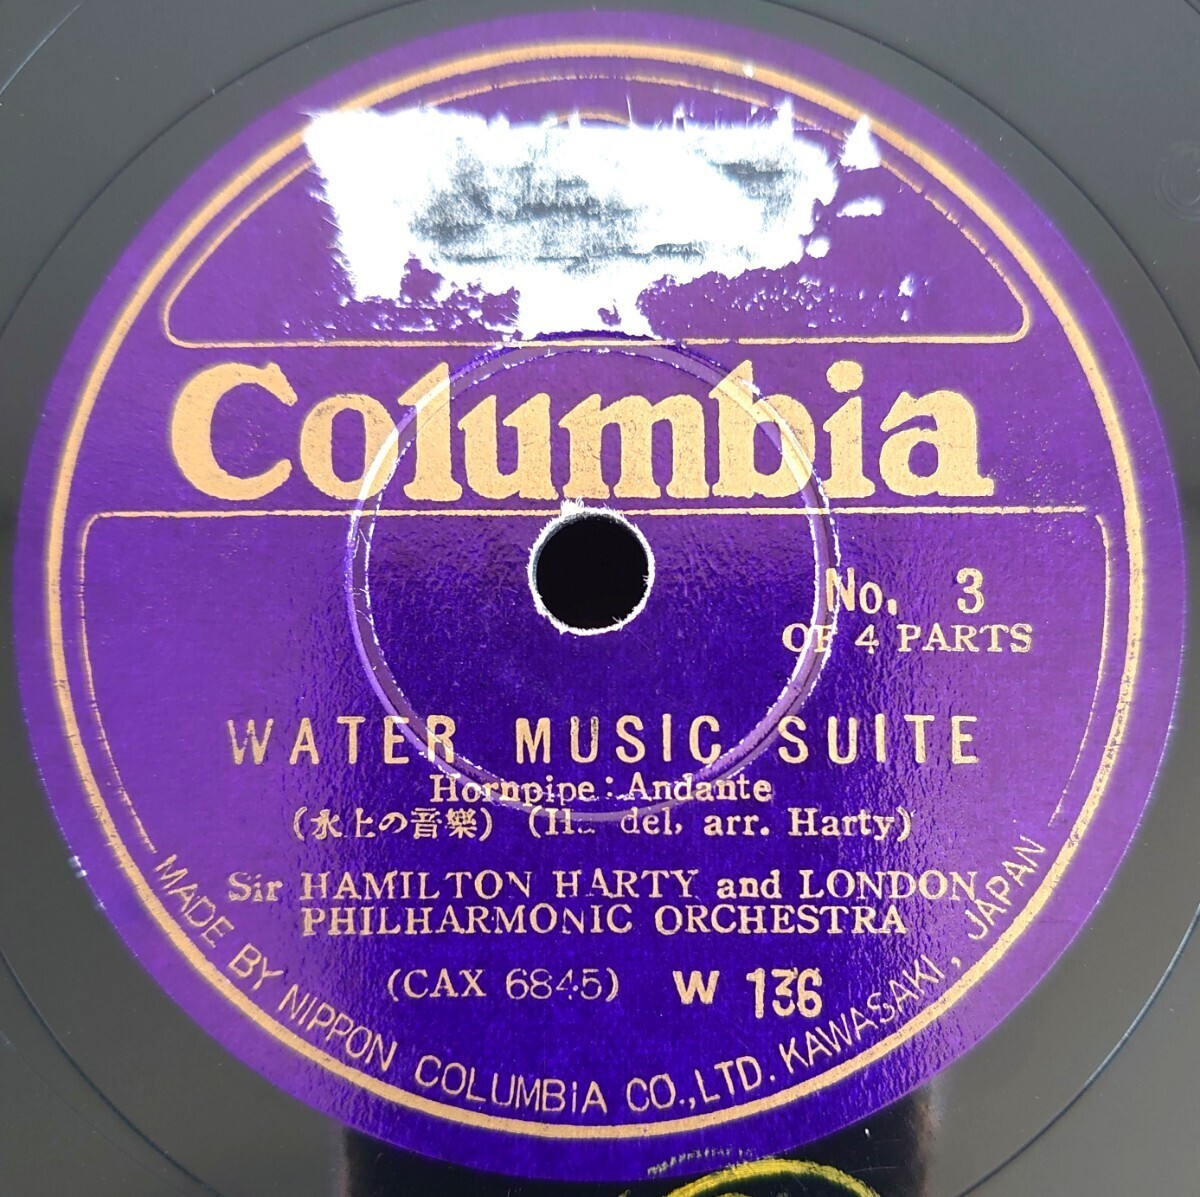 Columbia
No. 3
OF 4 PARTS
WATER MUSIC SUITE
Hornpipe: Andante
(水上の音樂) (Ha del, arr. Harty)
Sir HAMILTON HARTY and LONDON
PHILHARMONIC ORCHESTRA
(CAX 6845) W 136
MADE BY NIPPON COLUMBIA CO., LTD. KAWASAKI, JAPAN